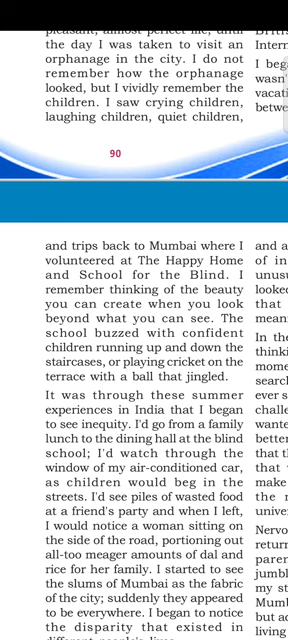 pleasant, almost perfect life, until
the day I was taken to visit an
orphanage in the city. I do not
remember how the orphanage
looked, but I vividly remember the
children. I saw crying children,
laughing children, quiet children,
Intern
I bega
wasn'
vacati
betwe
90
and trips back to Mumbai where I
volunteered at The Happy Home
and School for the Blind. I
remember thinking of the beauty
you can create when you look
beyond what you can see. The
school buzzed with confident
children running up and down the
staircases, or playing cricket on the
terrace with a ball that jingled.
It was through these summer
experiences in India that I began
to see inequity. I'd go from a family
lunch to the dining hall at the blind
school; I'd watch through the
window of my air-conditioned car,
as children would beg in the
streets. I'd see piles of wasted food
at a friend's party and when I left,
I would notice a woman sitting on
the side of the road, portioning out
all-too meager amounts of dal and
rice for her family. I started to see
the slums of Mumbai as the fabric
of the city; suddenly they appeared
to be everywhere. I began to notice
the disparity that existed in
and a
of in
unusu
looked
that
meani
In the
thinki
mome
search
ever s
challe
wante
better
that th
that
make
the n
unive
Nervo
return
paren
jumbl
my st
Mumb
but ac
living